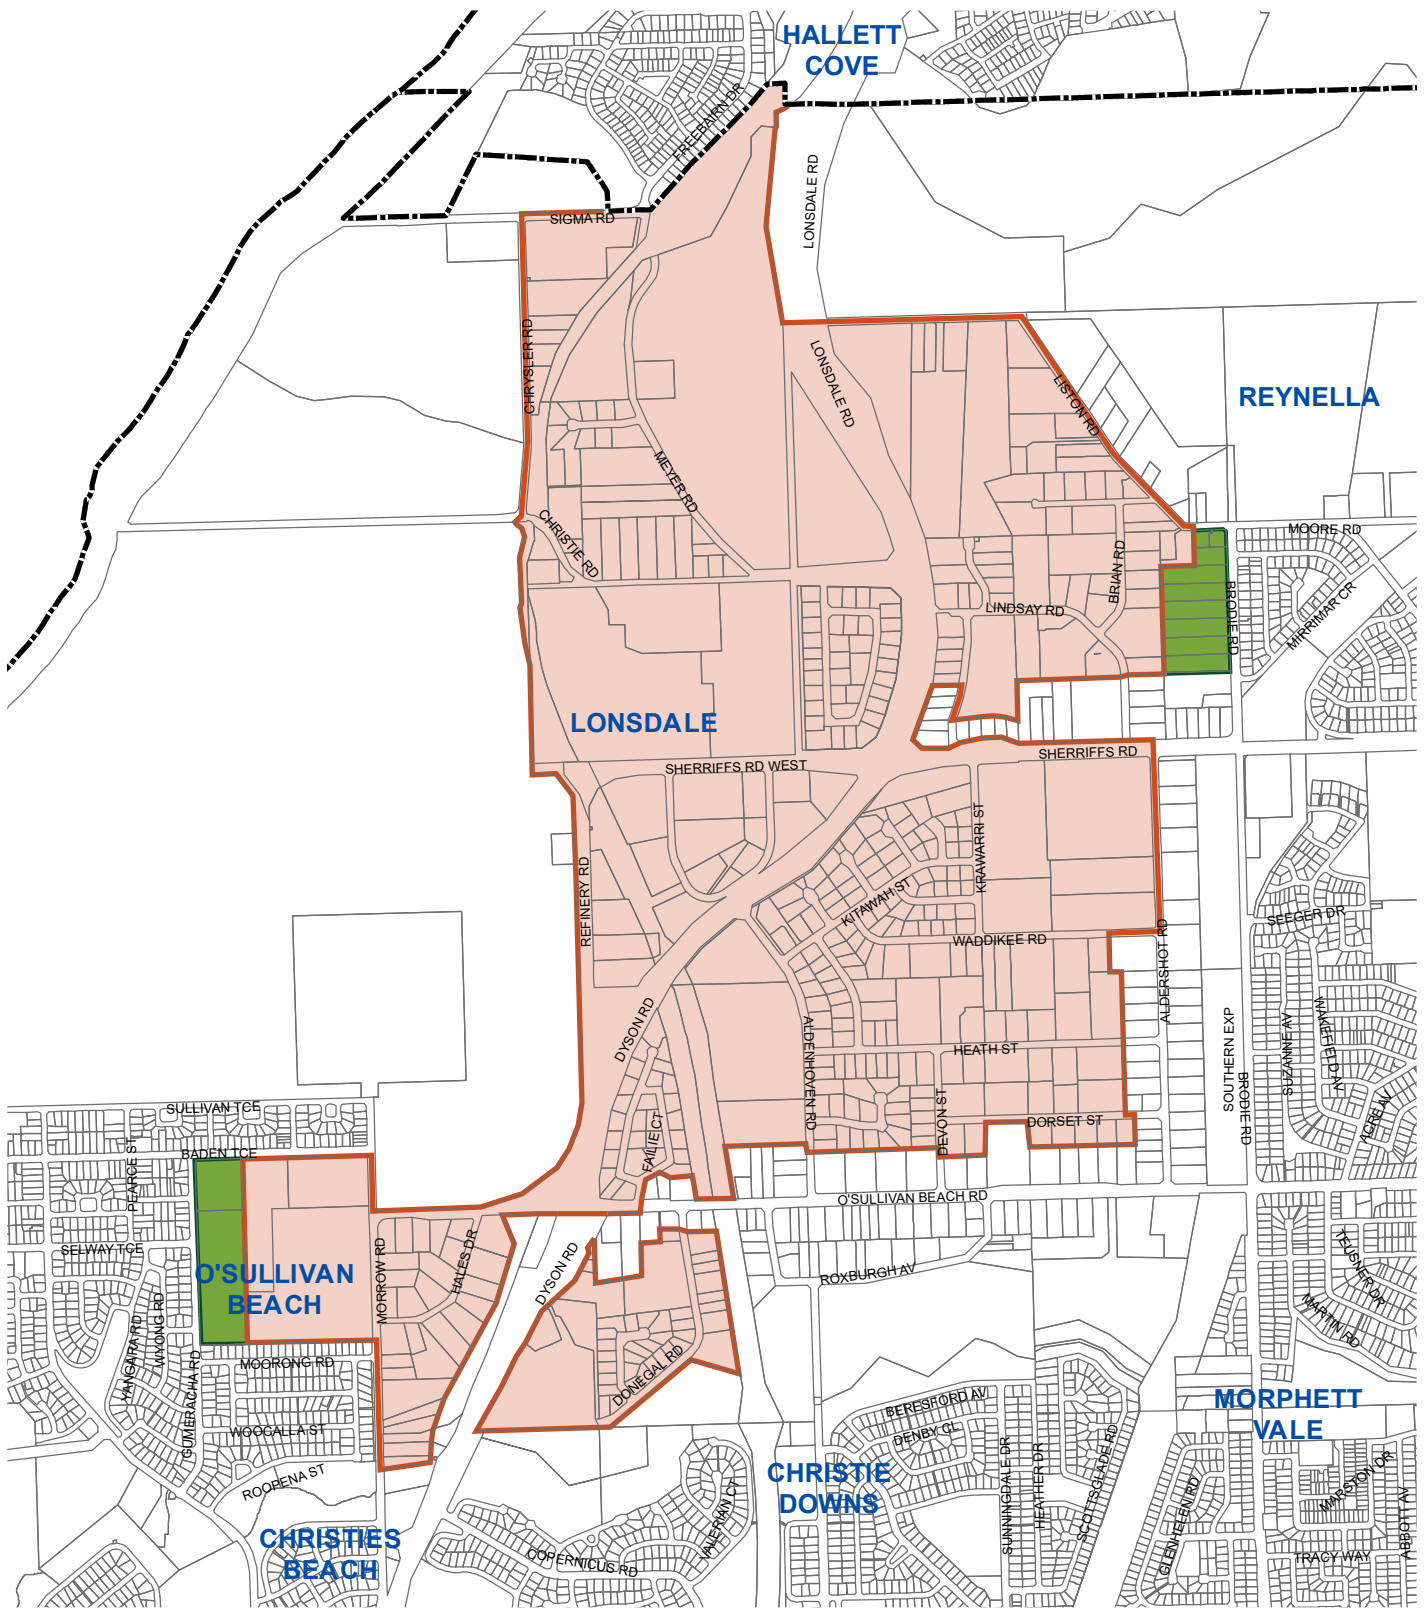 HALLETT
COVE
FREEBAIRN DR
LONSDALE RD
SIGMA RD
CHRYSLER RD
LONSDALE RD
LISTON RD
REYNELLA
MEYER RD
CHRISTIE RD
MOORE RD
BRIAN RD
BRODIE RD
MIRRIMAR CR
LINDSAY RD
LONSDALE
SHERRIFFS RD WEST
SHERRIFFS RD
KRAWARRI ST
KITAWAH ST
REFINERY RD
WADDIKEE RD
SEEGER DR
ALDERSHOT RD
DYSON RD
ALDENHOVEN RD
HEATH ST
SOUTHERN EXP
BRODIE RD
SUZANNE AV
WAKEFIELD AV
ACRE AV
SULLIVAN TCE
BADEN TCE
PEARCE ST
FAILIE CT
DEVON ST
DORSET ST
O'SULLIVAN BEACH RD
SELWAY TCE
O'SULLIVAN
BEACH
MORROW RD
HALES DR
DYSON RD
ROXBURGH AV
TEUSNER DR
MARTIN RD
YANGARA RD
WYONG RD
GUMERACHA RD
MOORONG RD
DONEGAL RD
WOOGALLA ST
BERESFORD AV
DENBY CL
MORPHETT
VALE
ROOPENA ST
CHRISTIE
DOWNS
SUNNINGDALE DR
HEATHER DR
SCOTTSGLADE RD
GLENHELEN RD
MARSTON DR
ABBOTT AV
CHRISTIES
BEACH
COPERNICUS RD
VALERIAN CT
TRACY WAY